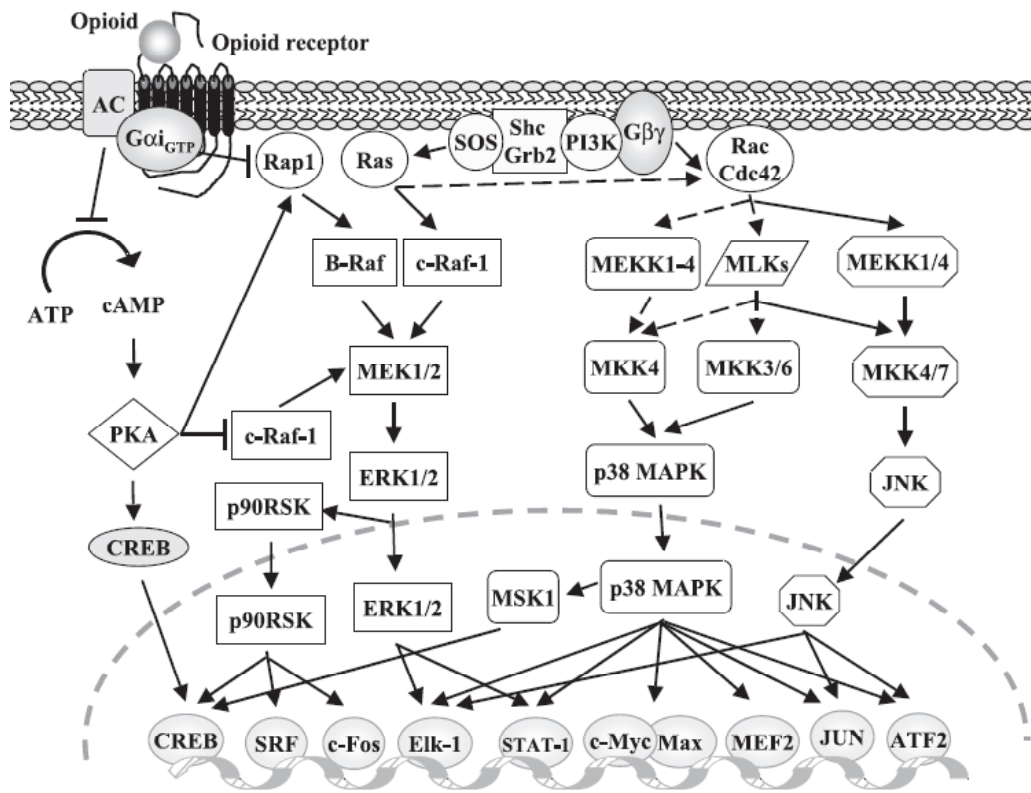 Opioid
Opioid receptor
AC
GαiGTP
Rap1
Ras
SOS
Shc
Grb2
PI3K
Gβγ
Rac
Cdc42
B-Raf
c-Raf-1
MEKK1-4
MLKs
MEKK1/4
ATP
cAMP
MEK1/2
MKK4
MKK3/6
MKK4/7
PKA
c-Raf-1
ERK1/2
p38 MAPK
JNK
p90RSK
CREB
MSK1
p38 MAPK
JNK
p90RSK
ERK1/2
CREB
SRF
c-Fos
Elk-1
STAT-1
c-Myc
Max
MEF2
JUN
ATF2